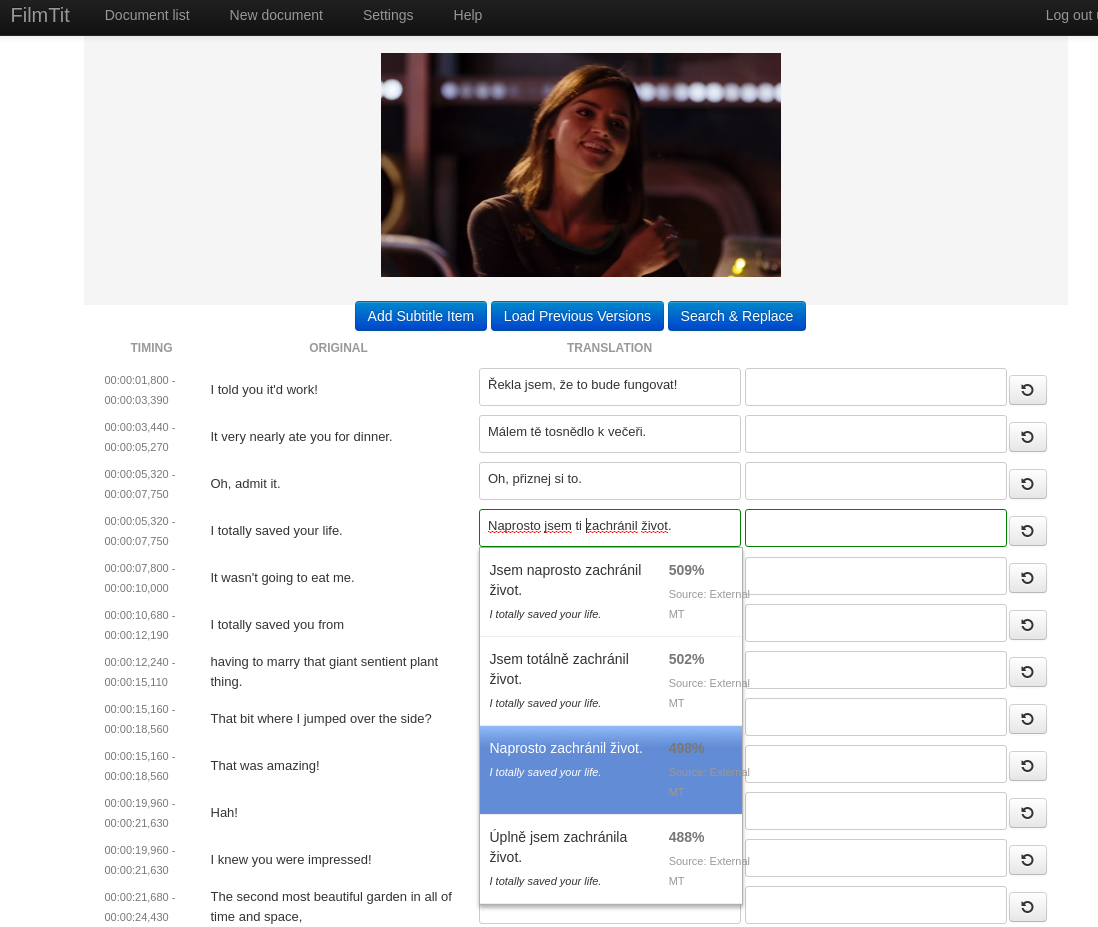 FilmTit Document list New document Settings Help Log out
Add Subtitle Item Load Previous Versions Search & Replace
TIMING ORIGINAL TRANSLATION
00:00:01,800 -
00:00:03,390
I told you it'd work!
Řekla jsem, že to bude fungovat!
00:00:03,440 -
00:00:05,270
It very nearly ate you for dinner.
Málem tě tosnědlo k večeři.
00:00:05,320 -
00:00:07,750
Oh, admit it.
Oh, přiznej si to.
00:00:05,320 -
00:00:07,750
I totally saved your life.
Naprosto jsem ti zachránil život.
00:00:07,800 -
00:00:10,000
It wasn't going to eat me.
00:00:10,680 -
00:00:12,190
I totally saved you from
00:00:12,240 -
00:00:15,110
having to marry that giant sentient plant
thing.
00:00:15,160 -
00:00:18,560
That bit where I jumped over the side?
00:00:15,160 -
00:00:18,560
That was amazing!
00:00:19,960 -
00:00:21,630
Hah!
00:00:19,960 -
00:00:21,630
I knew you were impressed!
00:00:21,680 -
00:00:24,430
The second most beautiful garden in all of
time and space,
Jsem naprosto zachránil
život.
I totally saved your life.
509%
Source: External
MT
Jsem totálně zachránil
život.
I totally saved your life.
502%
Source: External
MT
Naprosto zachránil život.
I totally saved your life.
498%
Source: External
MT
Úplně jsem zachránila
život.
I totally saved your life.
488%
Source: External
MT